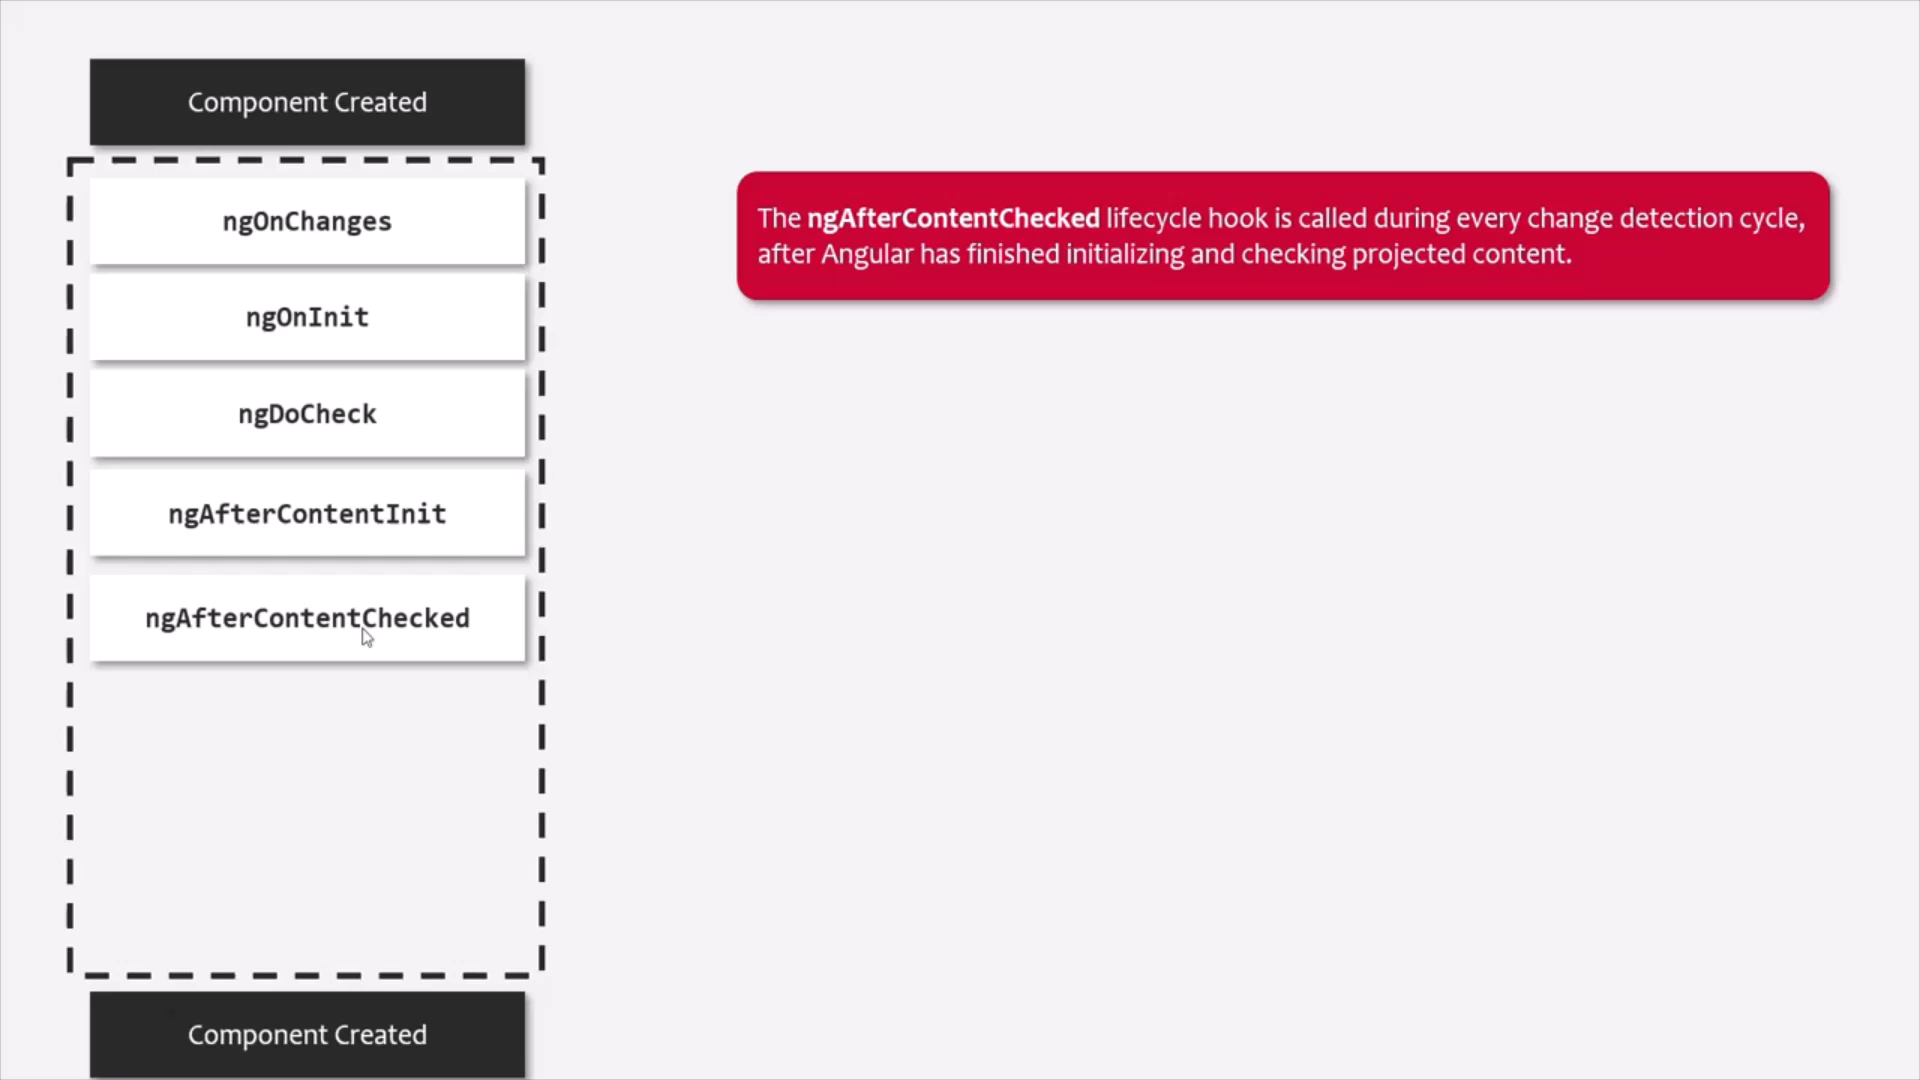 Component Created
ngOnChanges
ngOnInit
ngDoCheck
ngAfterContentInit
ngAfterContentChecked
Component Created
The ngAfterContentChecked lifecycle hook is called during every change detection cycle,
after Angular has finished initializing and checking projected content.